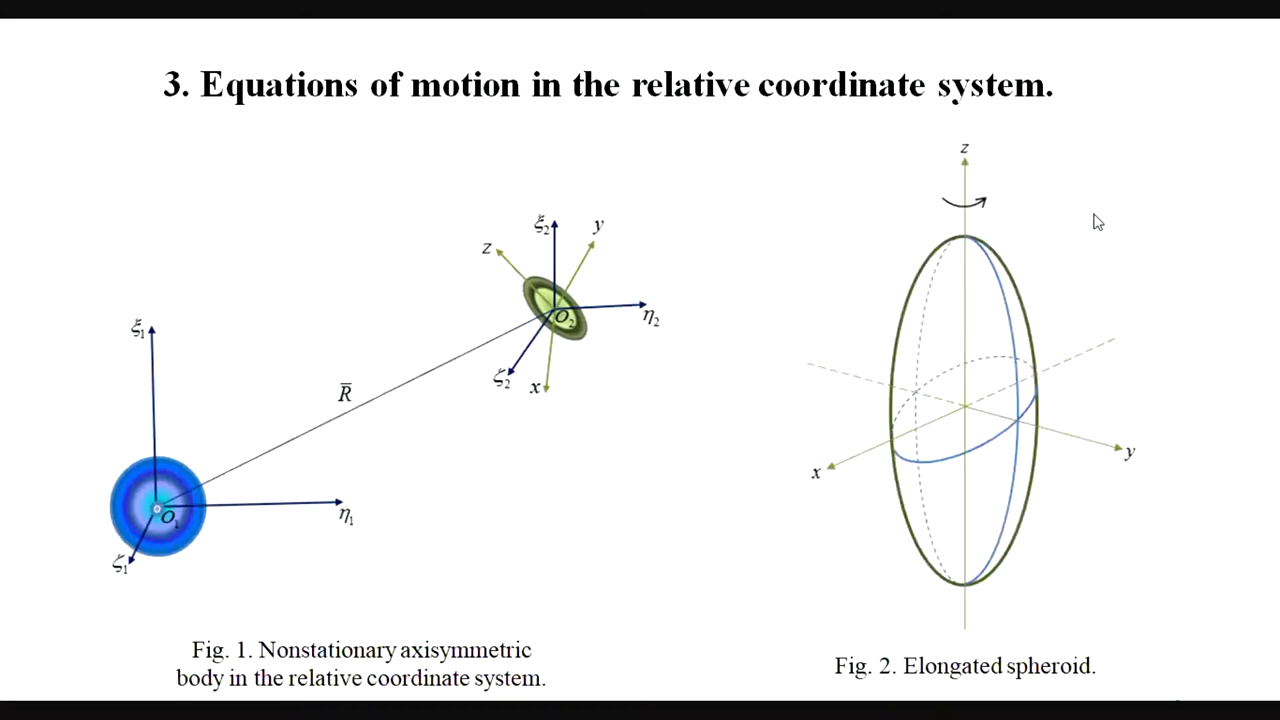 3. Equations of motion in the relative coordinate system.
ξ₁
η₁
ζ₁
O₁
R̅
ξ₂
y
z
O₂
η₂
ζ₂
x
z
x
y
Fig. 1. Nonstationary axisymmetric
body in the relative coordinate system.
Fig. 2. Elongated spheroid.